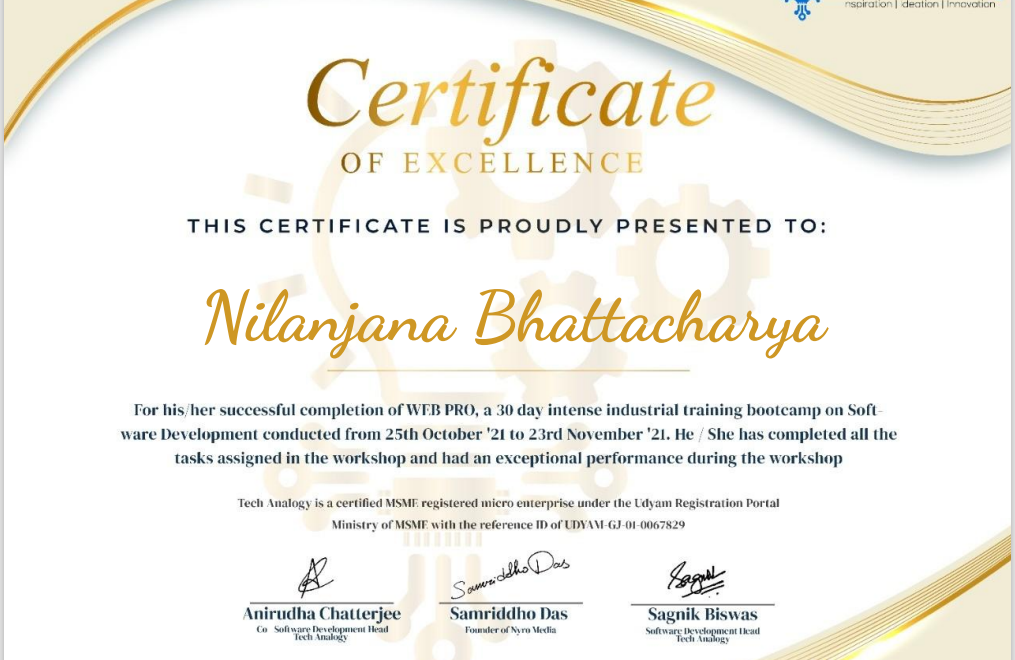 nspiration | Ideation | Innovation
Certificate
OF EXCELLENCE
THIS CERTIFICATE IS PROUDLY PRESENTED TO:
Nilanjana Bhattacharya
For his/her successful completion of WEB PRO, a 30 day intense industrial training bootcamp on Soft-
ware Development conducted from 25th October '21 to 23rd November '21. He / She has completed all the
tasks assigned in the workshop and had an exceptional performance during the workshop
Tech Analogy is a certified MSME registered micro enterprise under the Udyam Registration Portal
Ministry of MSME with the reference ID of UDYAM-GJ-01-0067829
Samriddho Das
Sagnik
Anirudha Chatterjee
Co Software Development Head
Tech Analogy
Samriddho Das
Founder of Nyro Media
Sagnik Biswas
Software Development Head
Tech Analogy